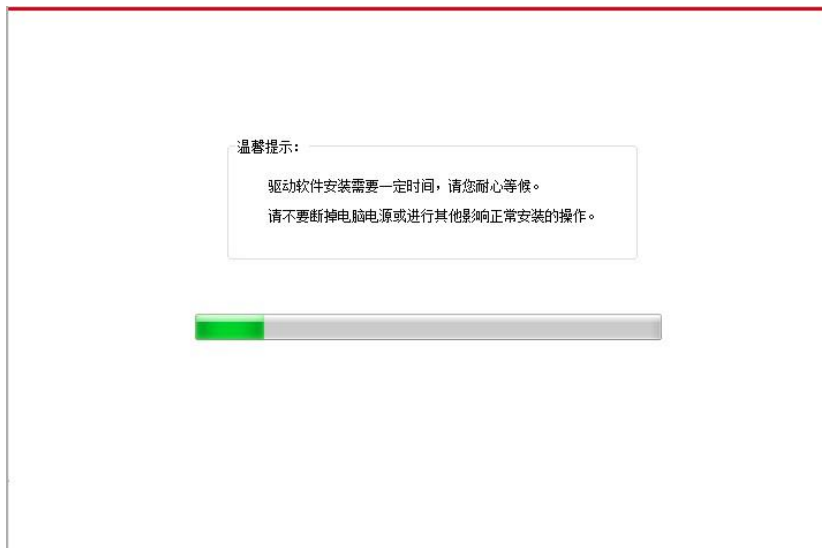 温馨提示：
驱动软件安装需要一定时间，请您耐心等候。
请不要断掉电脑电源或进行其他影响正常安装的操作。